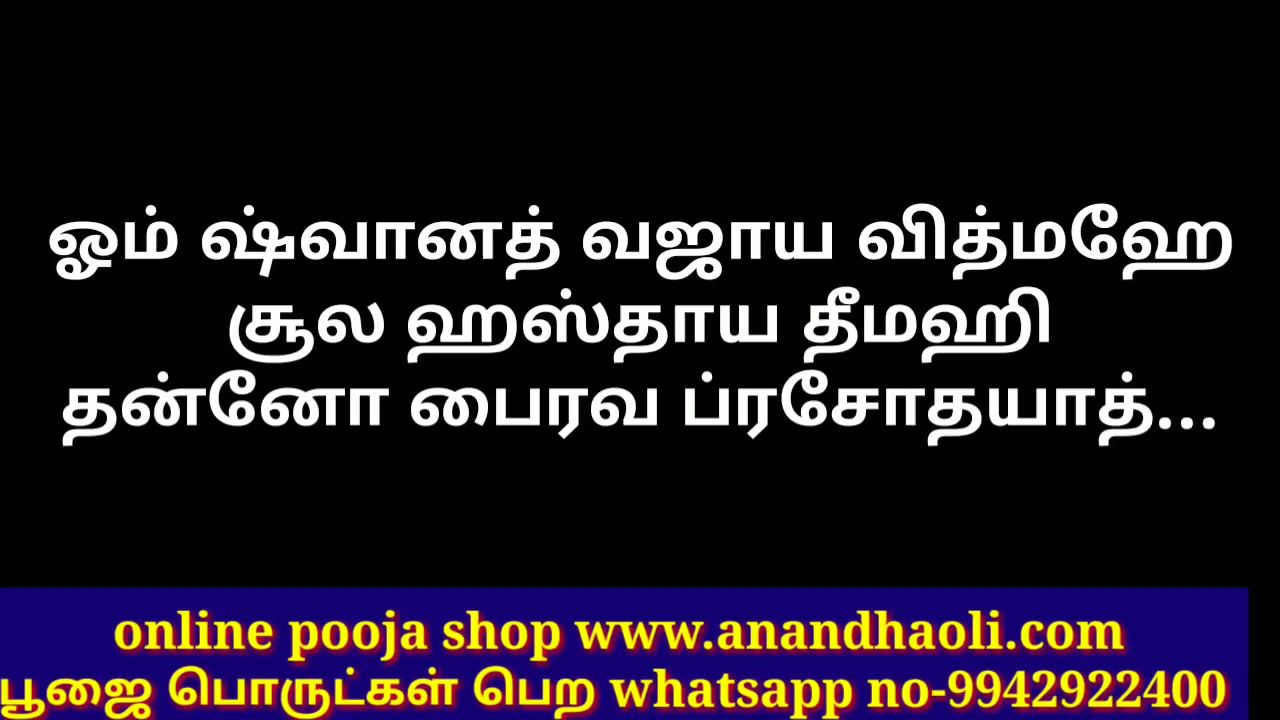 ஓம் ஷ்வானத் வஜாய வித்மஹே
சூல ஹஸ்தாய தீமஹி
தன்னோ பைரவ ப்ரசோதயாத்...
online pooja shop www.anandhaoli.com
பூஜை பொருட்கள் பெற whatsapp no-9942922400